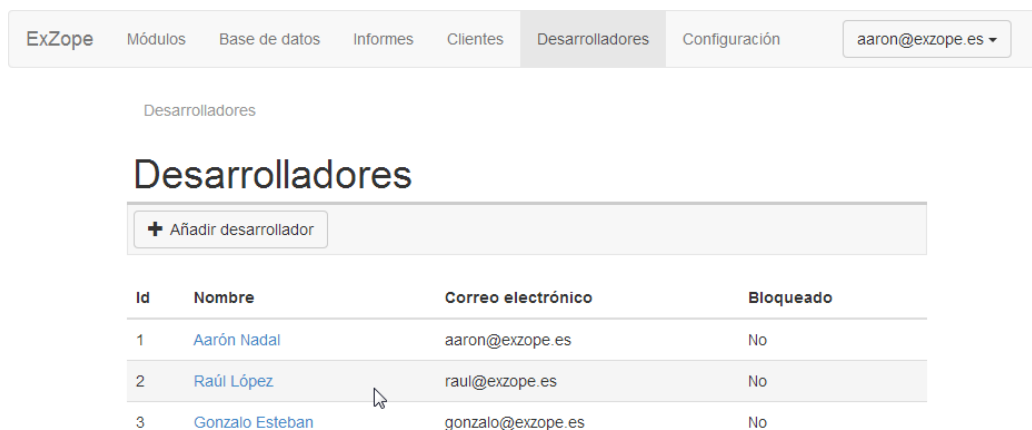 ExZope Módulos Base de datos Informes Clientes Desarrolladores Configuración aaron@exzope.es
Desarrolladores
Desarrolladores
Añadir desarrollador
Id Nombre Correo electrónico Bloqueado
1 Aarón Nadal aaron@exzope.es No
2 Raúl López raul@exzope.es No
3 Gonzalo Esteban gonzalo@exzope.es No